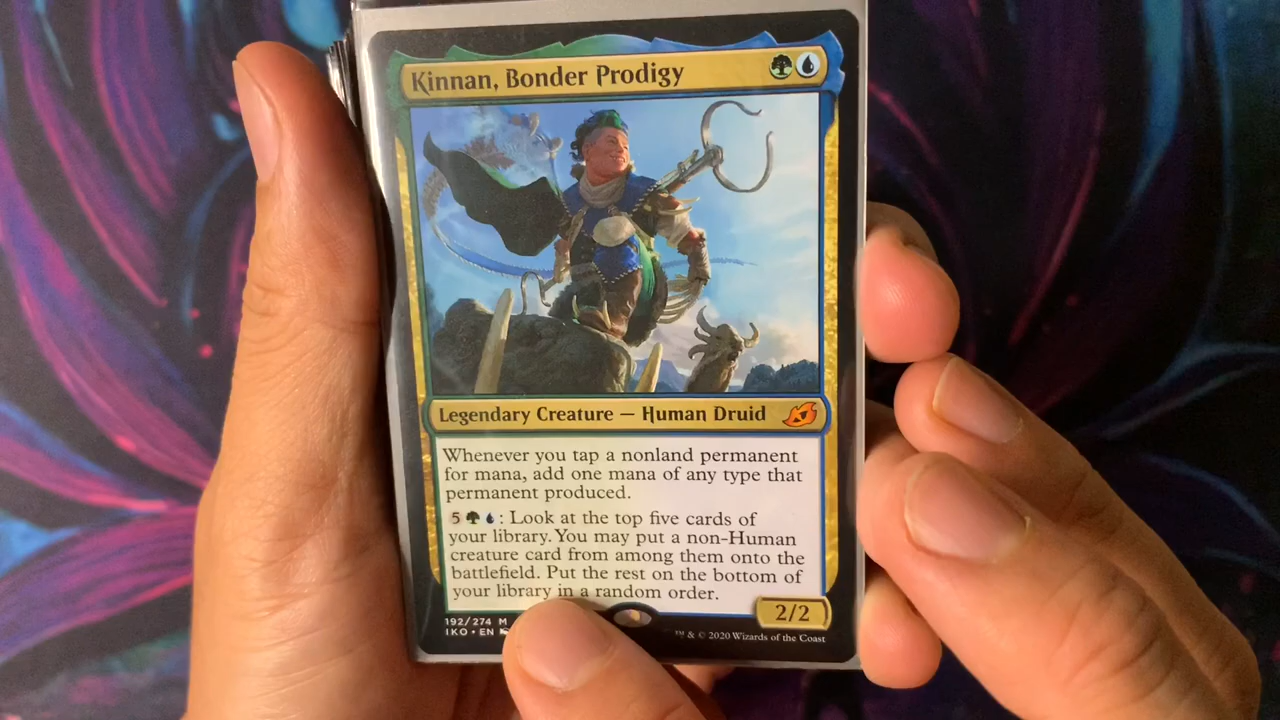 Kinnan, Bonder Prodigy
Legendary Creature — Human Druid
Whenever you tap a nonland permanent
for mana, add one mana of any type that
permanent produced.
5 : Look at the top five cards of
your library. You may put a non-Human
creature card from among them onto the
battlefield. Put the rest on the bottom of
your library in a random order.
2/2
192/274 M
IKO • EN
™ & © 2020 Wizards of the Coast